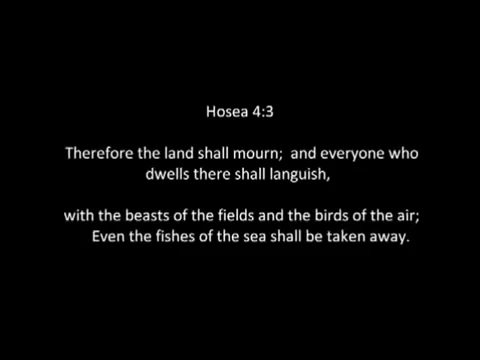 Hosea 4:3
Therefore the land shall mourn;  and everyone who
dwells there shall languish,
with the beasts of the fields and the birds of the air;
Even the fishes of the sea shall be taken away.